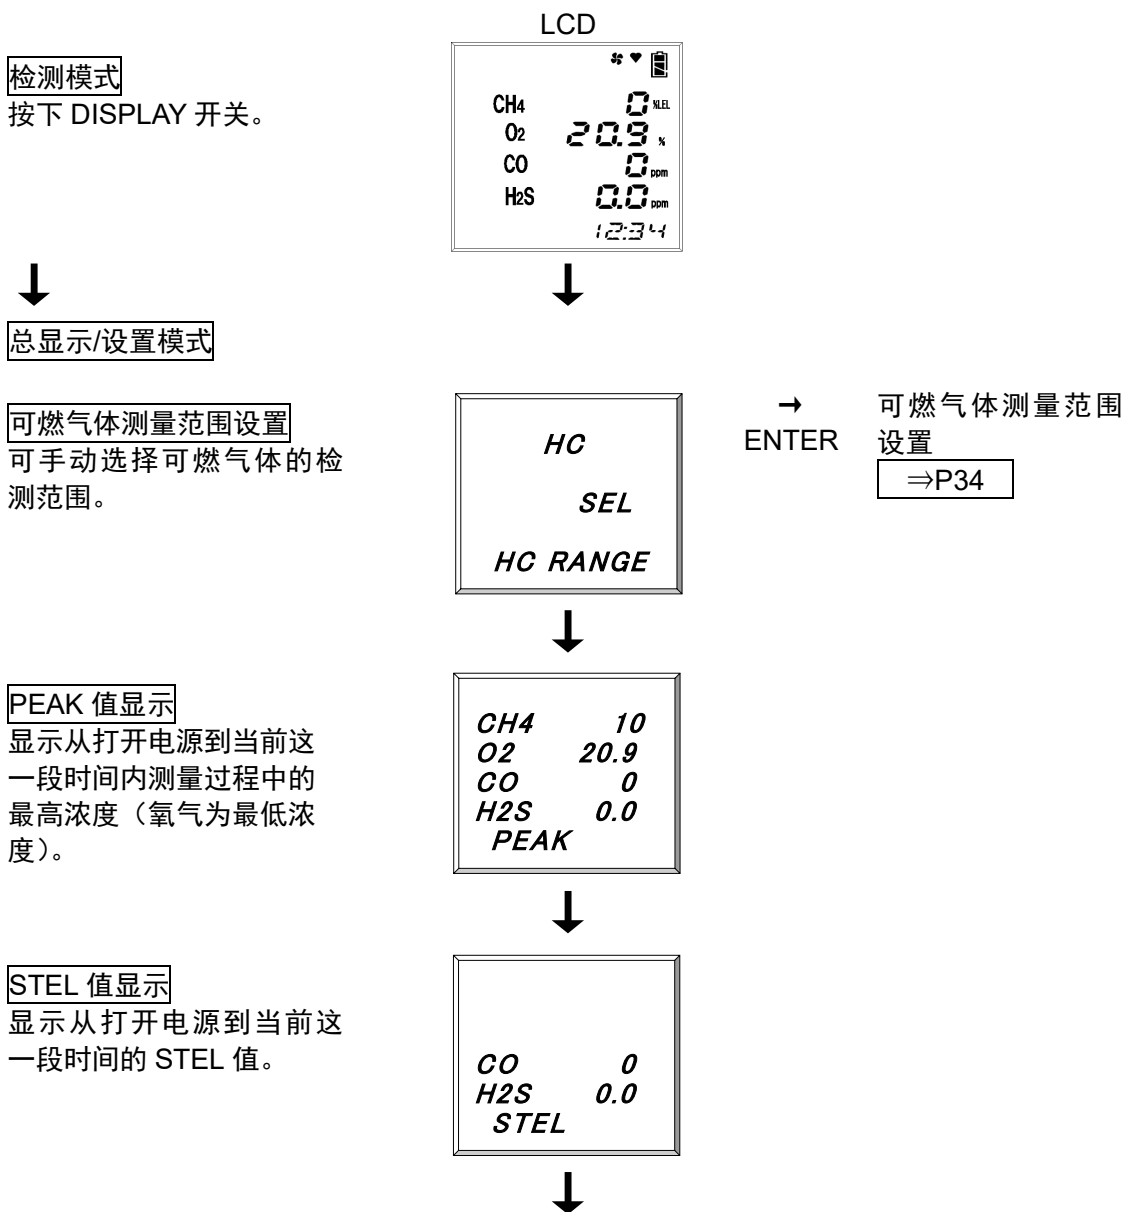 LCD
检测模式
按下 DISPLAY 开关。
CH4 0 %LEL
O2 20.9 %
CO 0 ppm
H2S 0.0 ppm
12:34
总显示/设置模式
可燃气体测量范围设置
可手动选择可燃气体的检
测范围。
HC
SEL
HC RANGE
→
ENTER
可燃气体测量范围
设置
⇒P34
PEAK 值显示
显示从打开电源到当前这
一段时间内测量过程中的
最高浓度（氧气为最低浓
度）。
CH4 10
O2 20.9
CO 0
H2S 0.0
PEAK
STEL 值显示
显示从打开电源到当前这
一段时间的 STEL 值。
CO 0
H2S 0.0
STEL